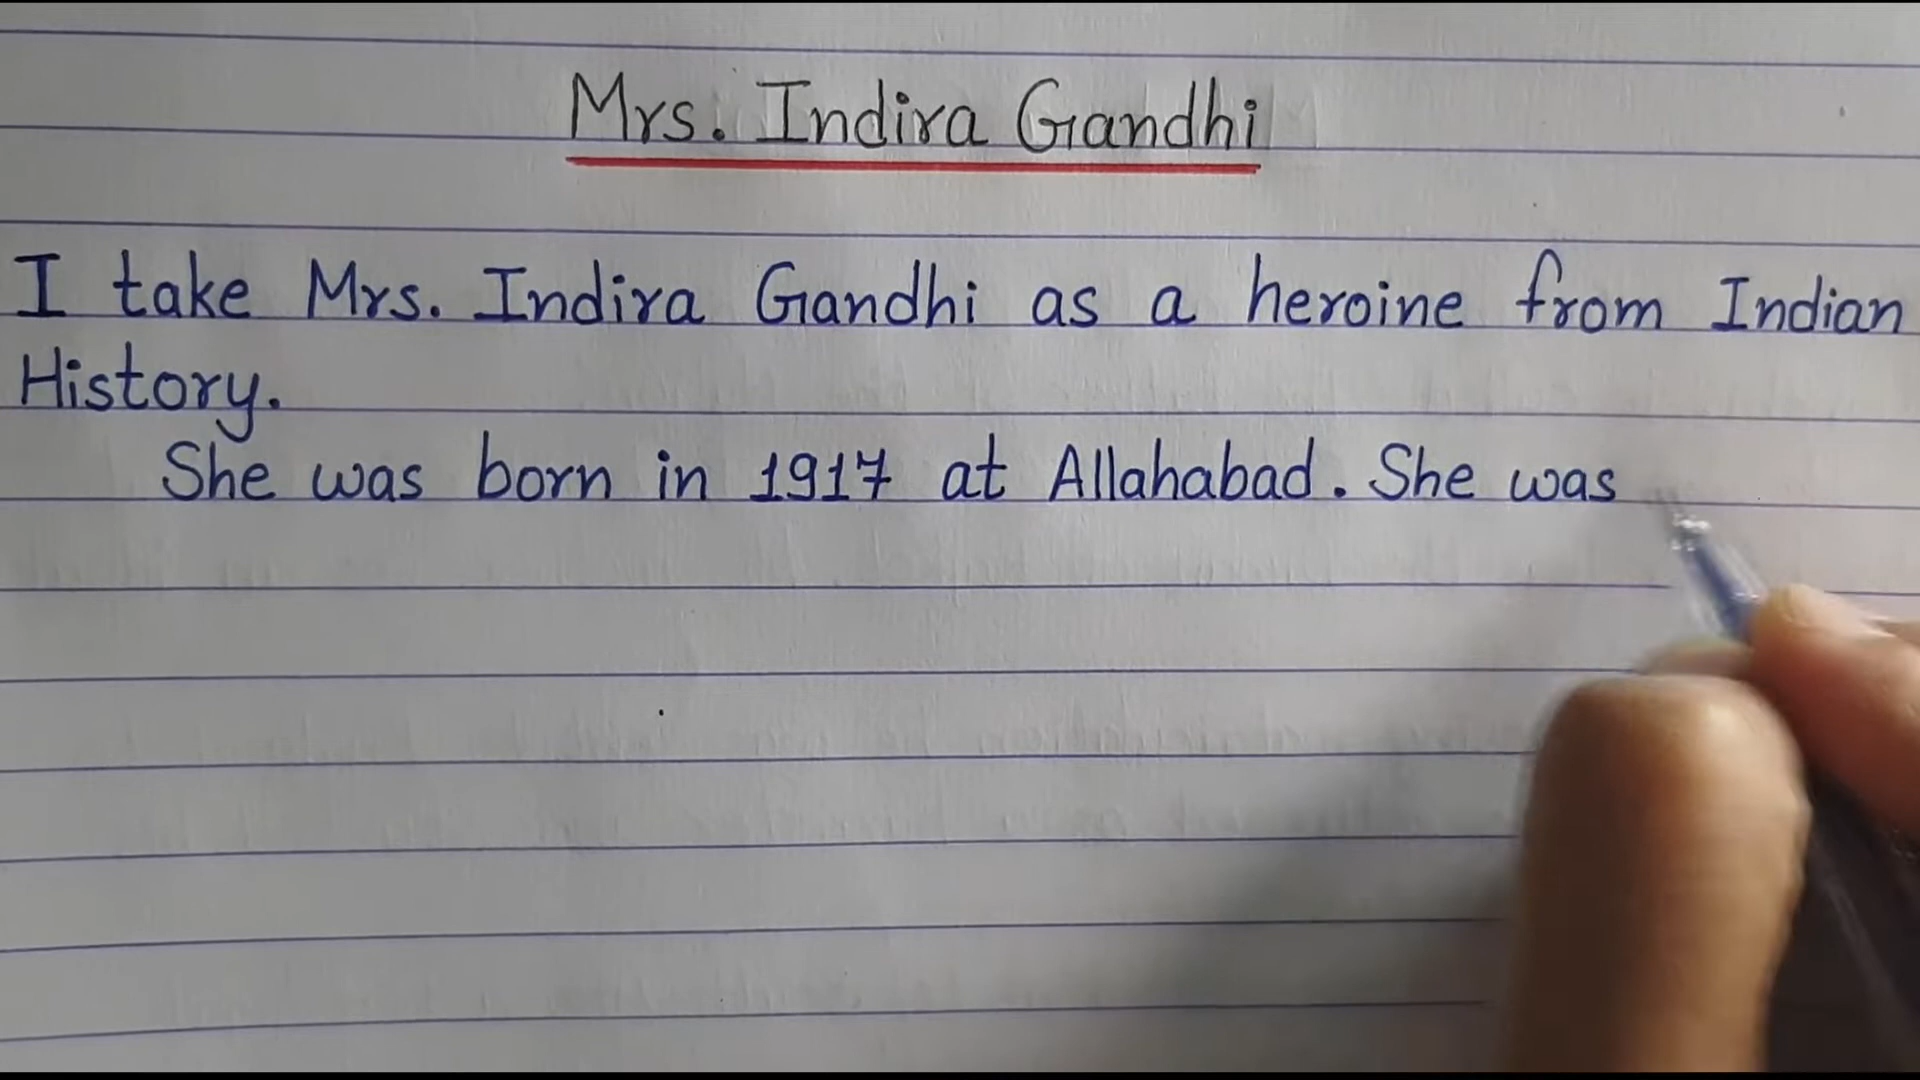 Mrs. Indira Gandhi
I take Mrs. Indira Gandhi as a heroine from Indian
History.
She was born in 1917 at Allahabad. She was